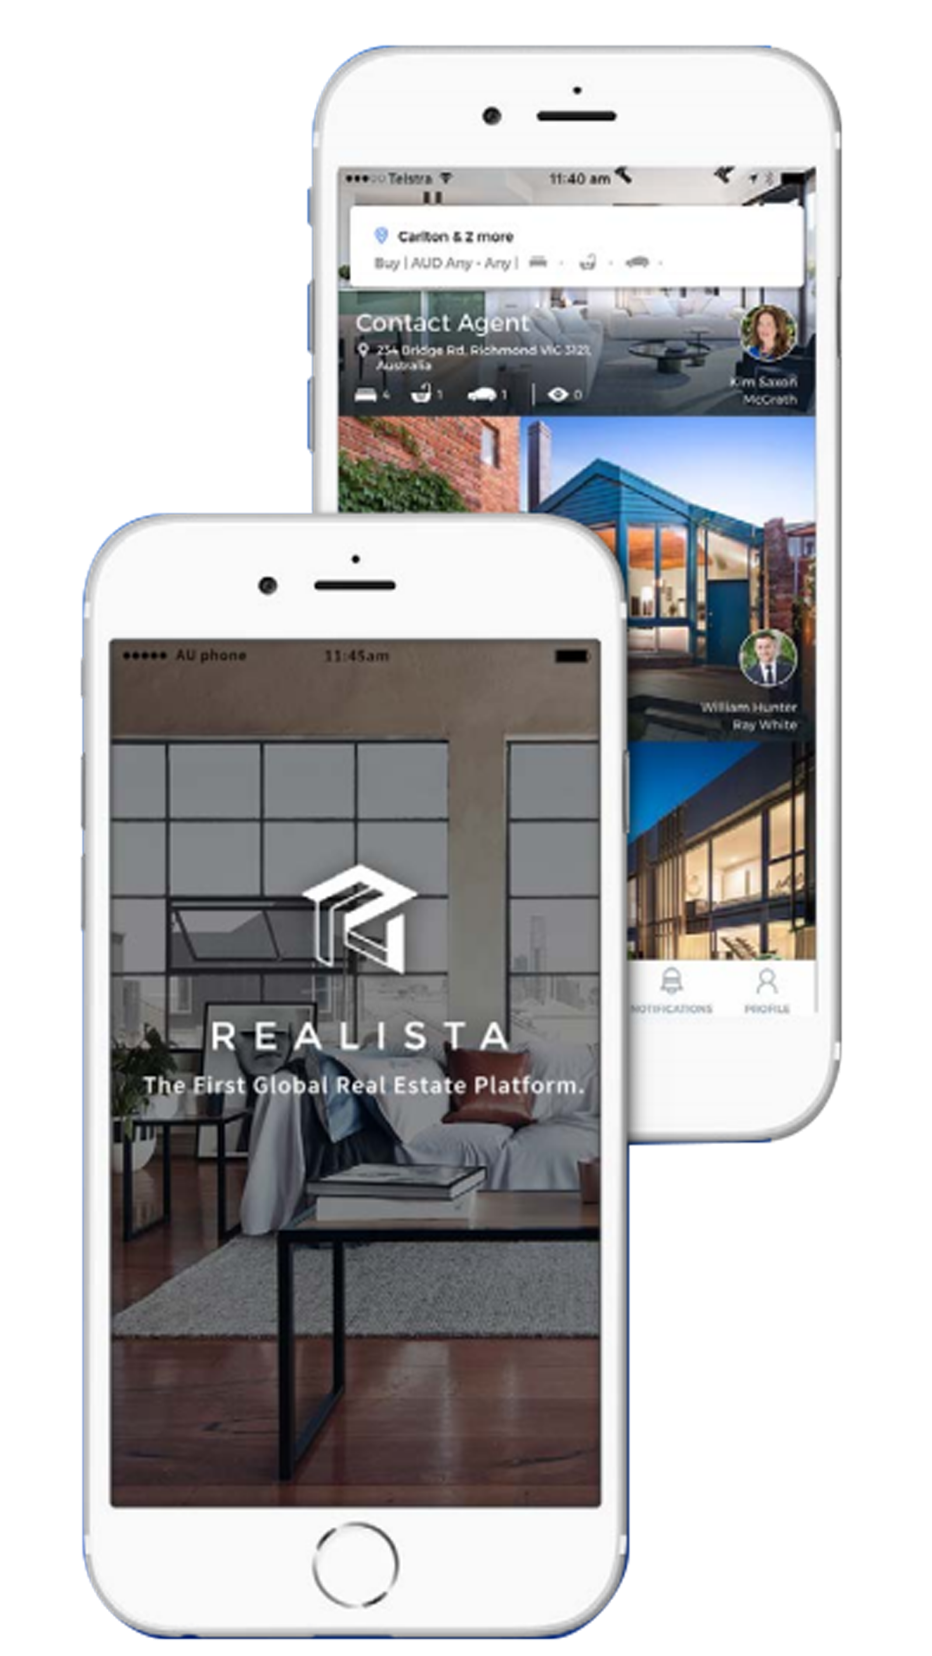 Telstra
11:40 am
Carlton & 2 more
Buy | AUD Any - Any |
Contact Agent
234 Bridge Rd, Richmond VIC 3121,
Australia
4 1 1 0
Kim Saxon
McGrath
William Hunter
Ray White
NOTIFICATIONS
PROFILE
AU phone
11:45am
REALISTA
The First Global Real Estate Platform.